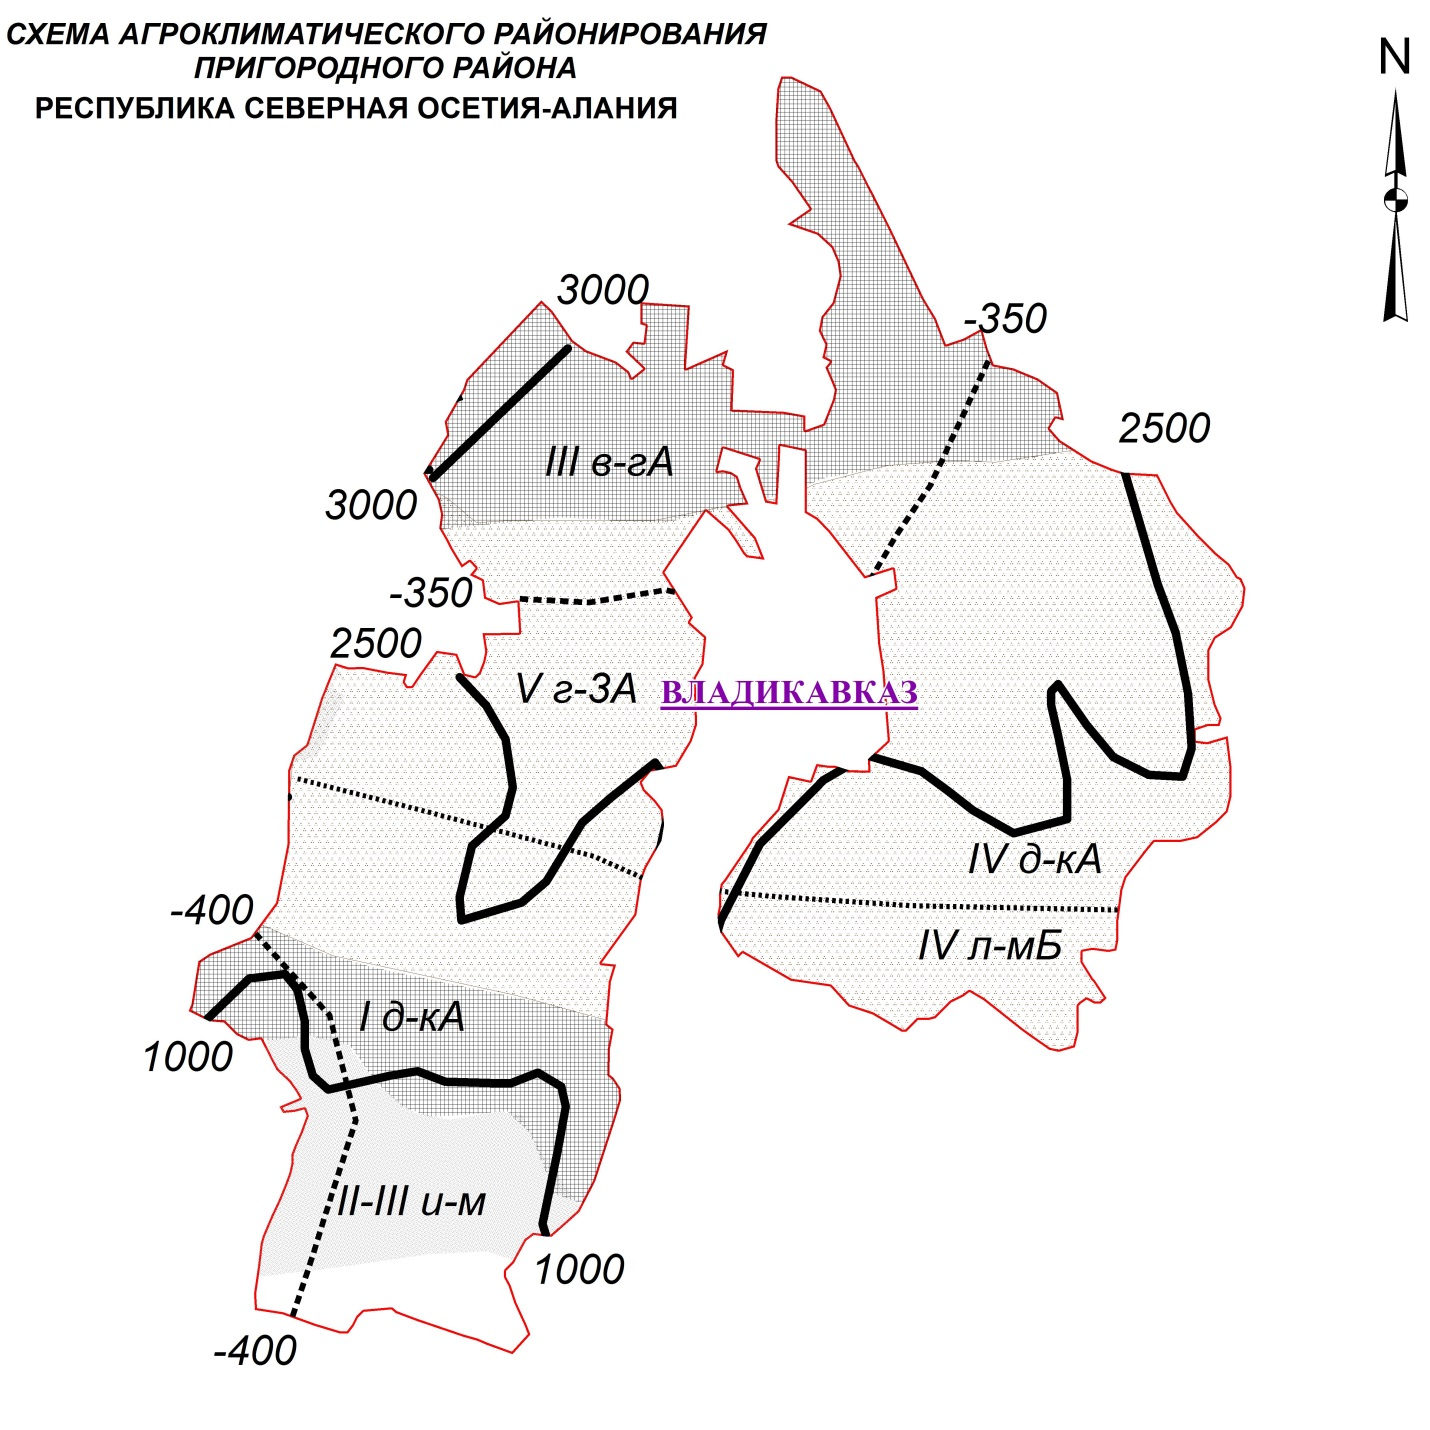 СХЕМА АГРОКЛИМАТИЧЕСКОГО РАЙОНИРОВАНИЯ
ПРИГОРОДНОГО РАЙОНА
РЕСПУБЛИКА СЕВЕРНАЯ ОСЕТИЯ-АЛАНИЯ
N
3000
-350
2500
III в-гА
3000
-350
2500
V г-ЗА
ВЛАДИКАВКАЗ
IV д-кА
-400
IV л-мБ
I д-кА
1000
II-III и-м
1000
-400